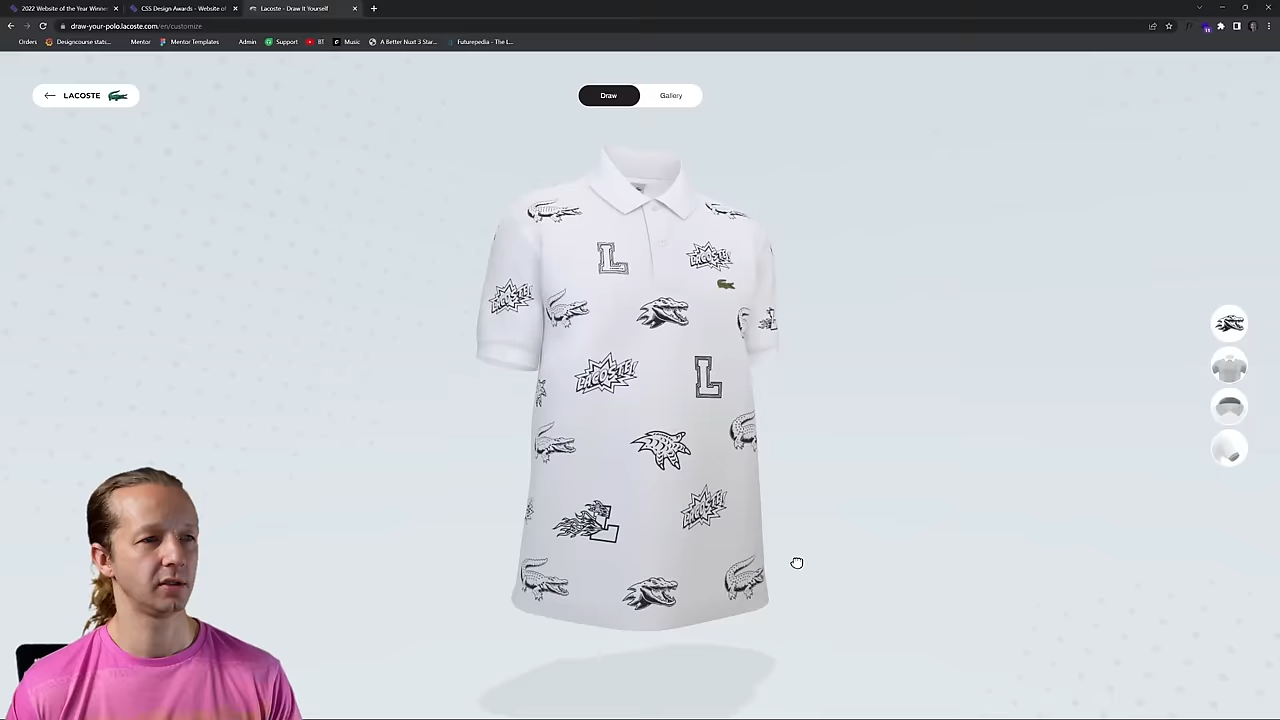 2022 Website of the Year Winne
CSS Design Awards - Website of
Lacoste - Draw It Yourself
draw-your-polo.lacoste.com/en/customize
Orders
Designcourse stats...
Mentor
Mentor Templates
Admin
Support
BT
Music
A Better Nuxt 3 Star...
Futurepedia - The L...
LACOSTE
Draw
Gallery
L
LACOSTE!
LACOSTE!
LACOSTE!
L
LACOSTE!